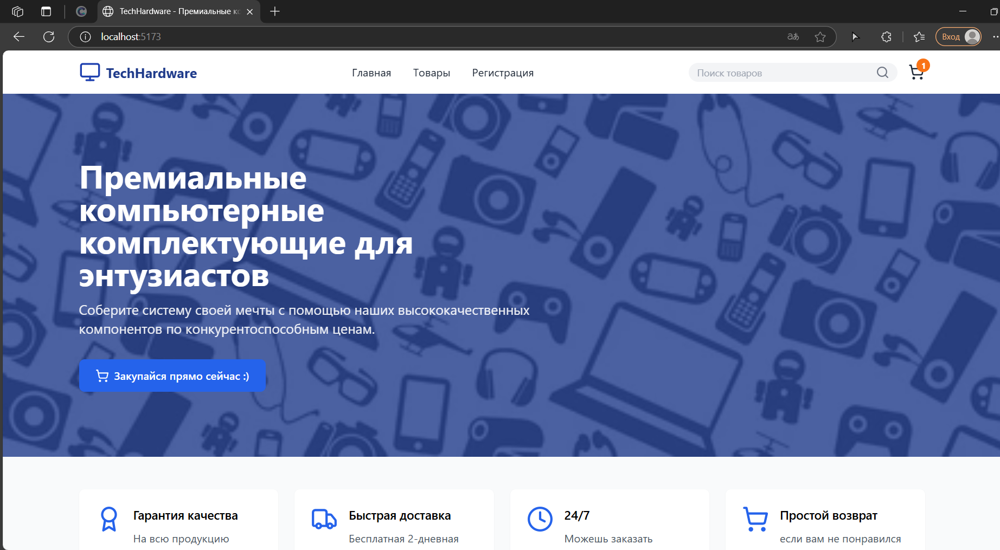 TechHardware - Премиальные
Вход
localhost:5173
TechHardware
Главная
Товары
Регистрация
Поиск товаров
1
Премиальные
компьютерные
комплектующие для
энтузиастов
Соберите систему своей мечты с помощью наших высококачественных
компонентов по конкурентоспособным ценам.
Закупайся прямо сейчас :)
Гарантия качества
На всю продукцию
Быстрая доставка
Бесплатная 2-дневная
24/7
Можешь заказать
Простой возврат
если вам не понравился